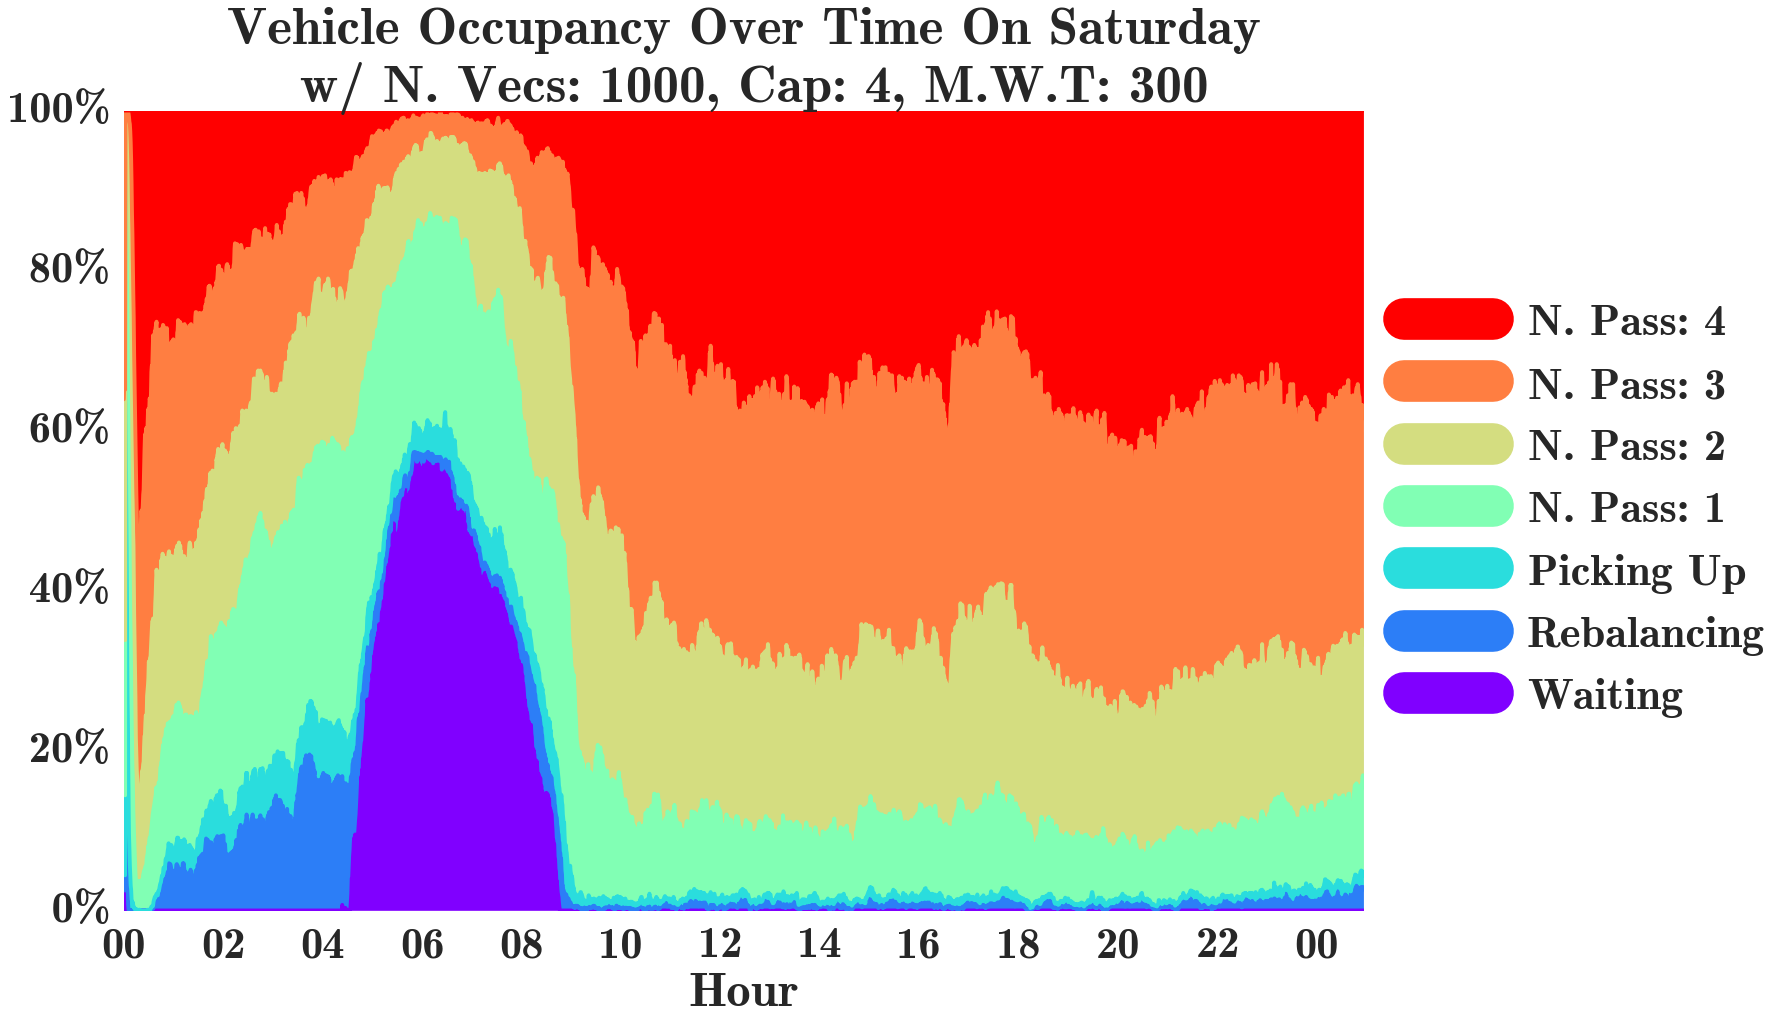 Vehicle Occupancy Over Time On Saturday
w/ N. Vecs: 1000, Cap: 4, M.W.T: 300
100%
80%
60%
40%
20%
0%
00 02 04 06 08 10 12 14 16 18 20 22 00
Hour
N. Pass: 4
N. Pass: 3
N. Pass: 2
N. Pass: 1
Picking Up
Rebalancing
Waiting